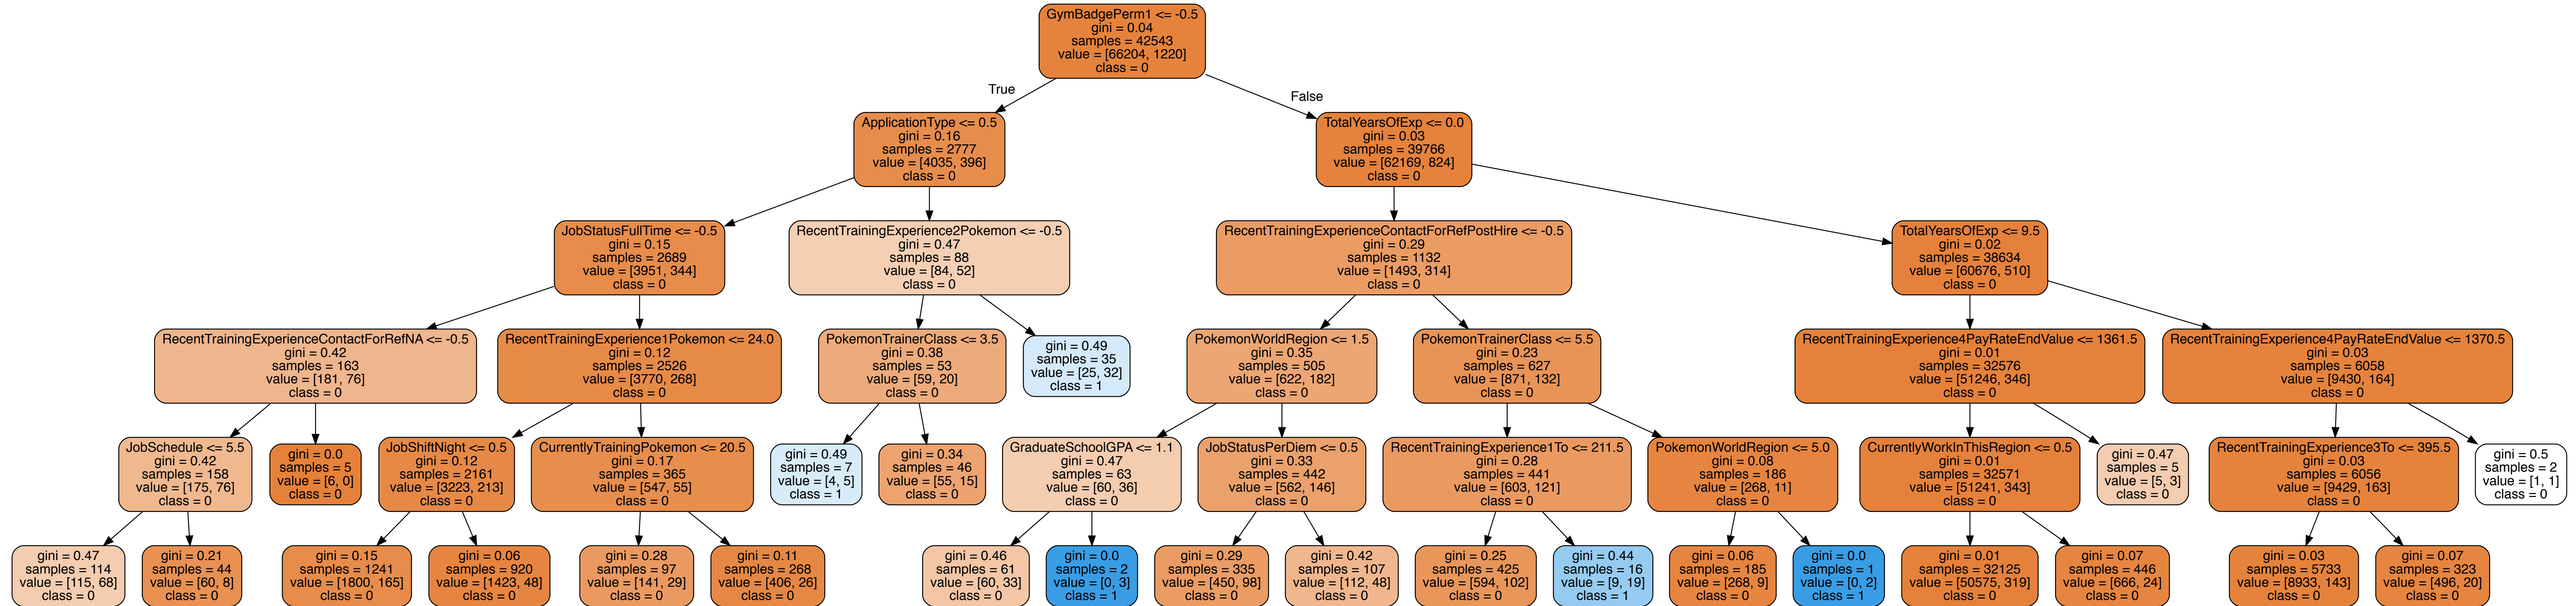 GymBadgePerm1 <= -0.5
gini = 0.04
samples = 42543
value = [66204, 1220]
class = 0
True
False
ApplicationType <= 0.5
gini = 0.16
samples = 2777
value = [4035, 396]
class = 0
TotalYearsOfExp <= 0.0
gini = 0.03
samples = 39766
value = [62169, 824]
class = 0
JobStatusFullTime <= -0.5
gini = 0.15
samples = 2689
value = [3951, 344]
class = 0
RecentTrainingExperience2Pokemon <= -0.5
gini = 0.47
samples = 88
value = [84, 52]
class = 0
RecentTrainingExperienceContactForRefPostHire <= -0.5
gini = 0.29
samples = 1132
value = [1493, 314]
class = 0
TotalYearsOfExp <= 9.5
gini = 0.02
samples = 38634
value = [60676, 510]
class = 0
RecentTrainingExperienceContactForRefNA <= -0.5
gini = 0.42
samples = 163
value = [181, 76]
class = 0
RecentTrainingExperience1Pokemon <= 24.0
gini = 0.12
samples = 2526
value = [3770, 268]
class = 0
PokemonTrainerClass <= 3.5
gini = 0.38
samples = 53
value = [59, 20]
class = 0
gini = 0.49
samples = 35
value = [25, 32]
class = 1
PokemonWorldRegion <= 1.5
gini = 0.35
samples = 505
value = [622, 182]
class = 0
PokemonTrainerClass <= 5.5
gini = 0.23
samples = 627
value = [871, 132]
class = 0
RecentTrainingExperience4PayRateEndValue <= 1361.5
gini = 0.01
samples = 32576
value = [51246, 346]
class = 0
RecentTrainingExperience4PayRateEndValue <= 1370.5
gini = 0.03
samples = 6058
value = [9430, 164]
class = 0
JobSchedule <= 5.5
gini = 0.42
samples = 158
value = [175, 76]
class = 0
gini = 0.0
samples = 5
value = [6, 0]
class = 0
JobShiftNight <= 0.5
gini = 0.12
samples = 2161
value = [3223, 213]
class = 0
CurrentlyTrainingPokemon <= 20.5
gini = 0.17
samples = 365
value = [547, 55]
class = 0
gini = 0.49
samples = 7
value = [4, 5]
class = 1
gini = 0.34
samples = 46
value = [55, 15]
class = 0
GraduateSchoolGPA <= 1.1
gini = 0.47
samples = 63
value = [60, 36]
class = 0
JobStatusPerDiem <= 0.5
gini = 0.33
samples = 442
value = [562, 146]
class = 0
RecentTrainingExperience1To <= 211.5
gini = 0.28
samples = 441
value = [603, 121]
class = 0
PokemonWorldRegion <= 5.0
gini = 0.08
samples = 186
value = [268, 11]
class = 0
CurrentlyWorkInThisRegion <= 0.5
gini = 0.01
samples = 32571
value = [51241, 343]
class = 0
gini = 0.47
samples = 5
value = [5, 3]
class = 0
RecentTrainingExperience3To <= 395.5
gini = 0.03
samples = 6056
value = [9429, 163]
class = 0
gini = 0.5
samples = 2
value = [1, 1]
class = 0
gini = 0.47
samples = 114
value = [115, 68]
class = 0
gini = 0.21
samples = 44
value = [60, 8]
class = 0
gini = 0.15
samples = 1241
value = [1800, 165]
class = 0
gini = 0.06
samples = 920
value = [1423, 48]
class = 0
gini = 0.28
samples = 97
value = [141, 29]
class = 0
gini = 0.11
samples = 268
value = [406, 26]
class = 0
gini = 0.46
samples = 61
value = [60, 33]
class = 0
gini = 0.0
samples = 2
value = [0, 3]
class = 1
gini = 0.29
samples = 335
value = [450, 98]
class = 0
gini = 0.42
samples = 107
value = [112, 48]
class = 0
gini = 0.25
samples = 425
value = [594, 102]
class = 0
gini = 0.44
samples = 16
value = [9, 19]
class = 1
gini = 0.06
samples = 185
value = [268, 9]
class = 0
gini = 0.0
samples = 1
value = [0, 2]
class = 1
gini = 0.01
samples = 32125
value = [50575, 319]
class = 0
gini = 0.07
samples = 446
value = [666, 24]
class = 0
gini = 0.03
samples = 5733
value = [8933, 143]
class = 0
gini = 0.07
samples = 323
value = [496, 20]
class = 0